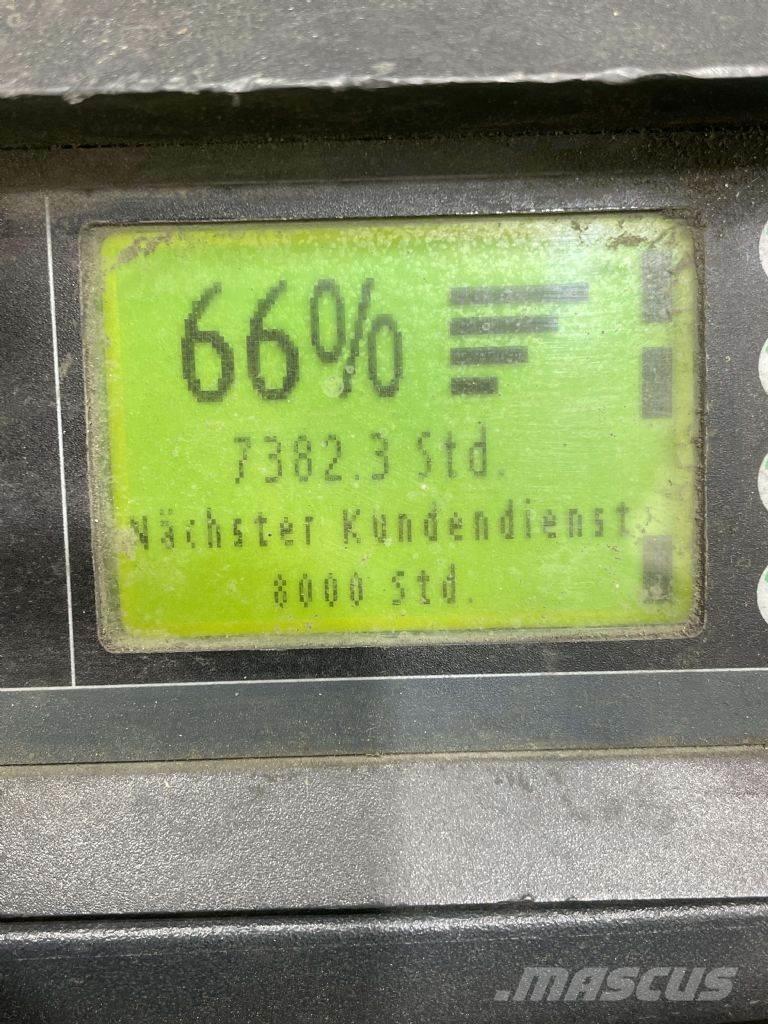 66%
7382.3 Std.
Nächster Kundendienst
8000 Std.
.MASCUS